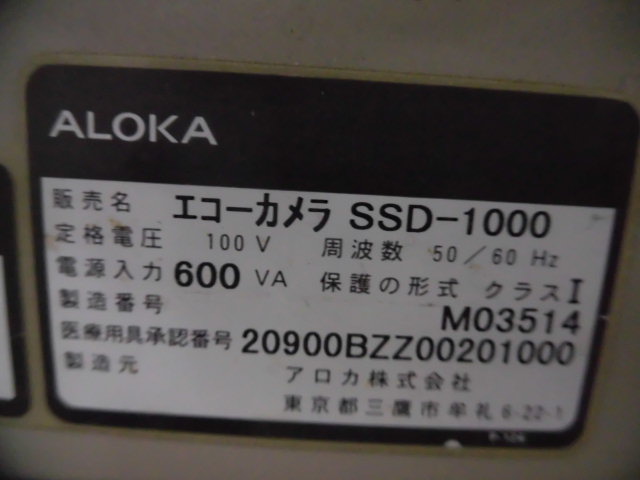 ALOKA
販売名 エコーカメラ SSD-1000
定格電圧 100 V 周波数 50/60 Hz
電源入力 600 VA 保護の形式 クラスI
製造番号 M03514
医療用具承認番号 20900BZZ00201000
製造元 アロカ株式会社
東京都三鷹市牟礼 6-22-1